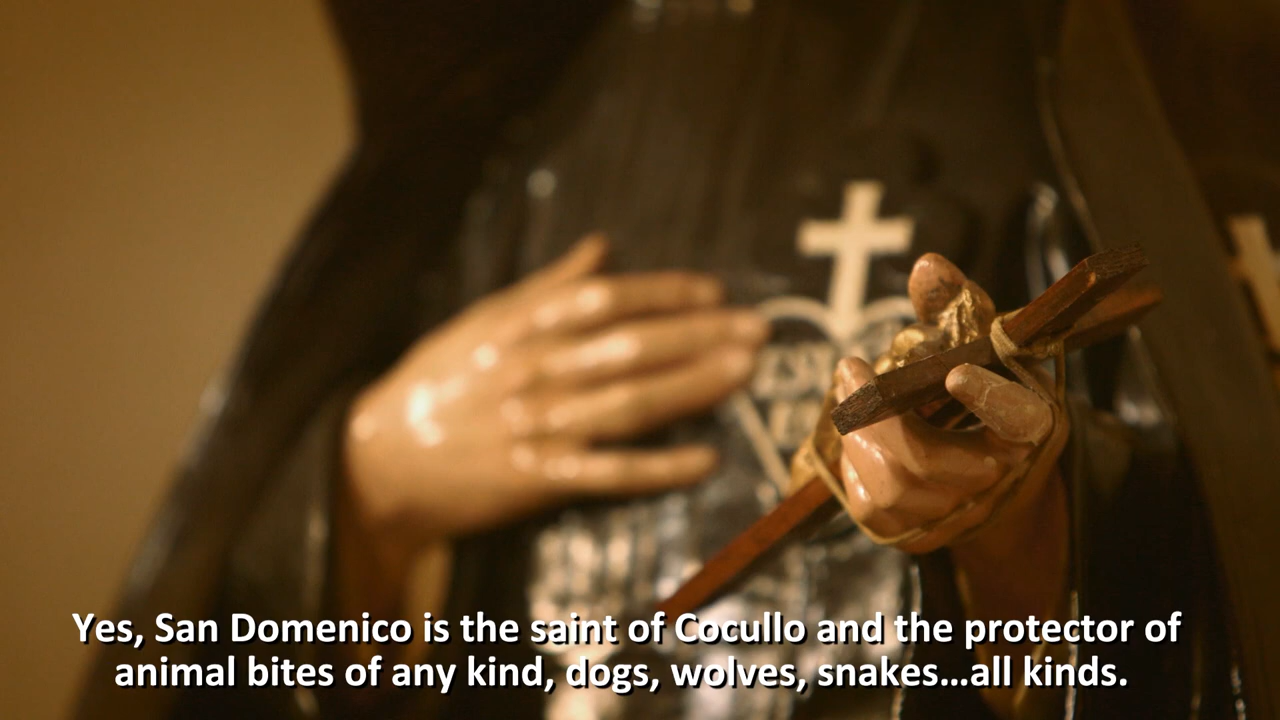 Yes, San Domenico is the saint of Cocullo and the protector of
animal bites of any kind, dogs, wolves, snakes...all kinds.